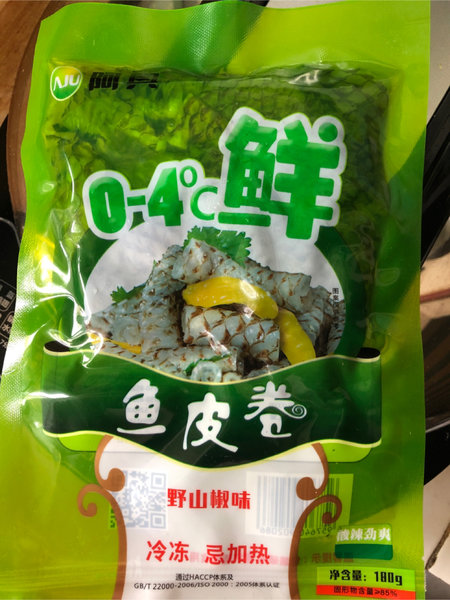 AJU
0-4°C鲜
鱼皮卷
野山椒味
酸辣劲爽
冷冻 忌加热
净含量：180g
固形物含量≥85%
通过HACCP体系及
GB/T 22000-2006/ISO 22000：2005体系认证